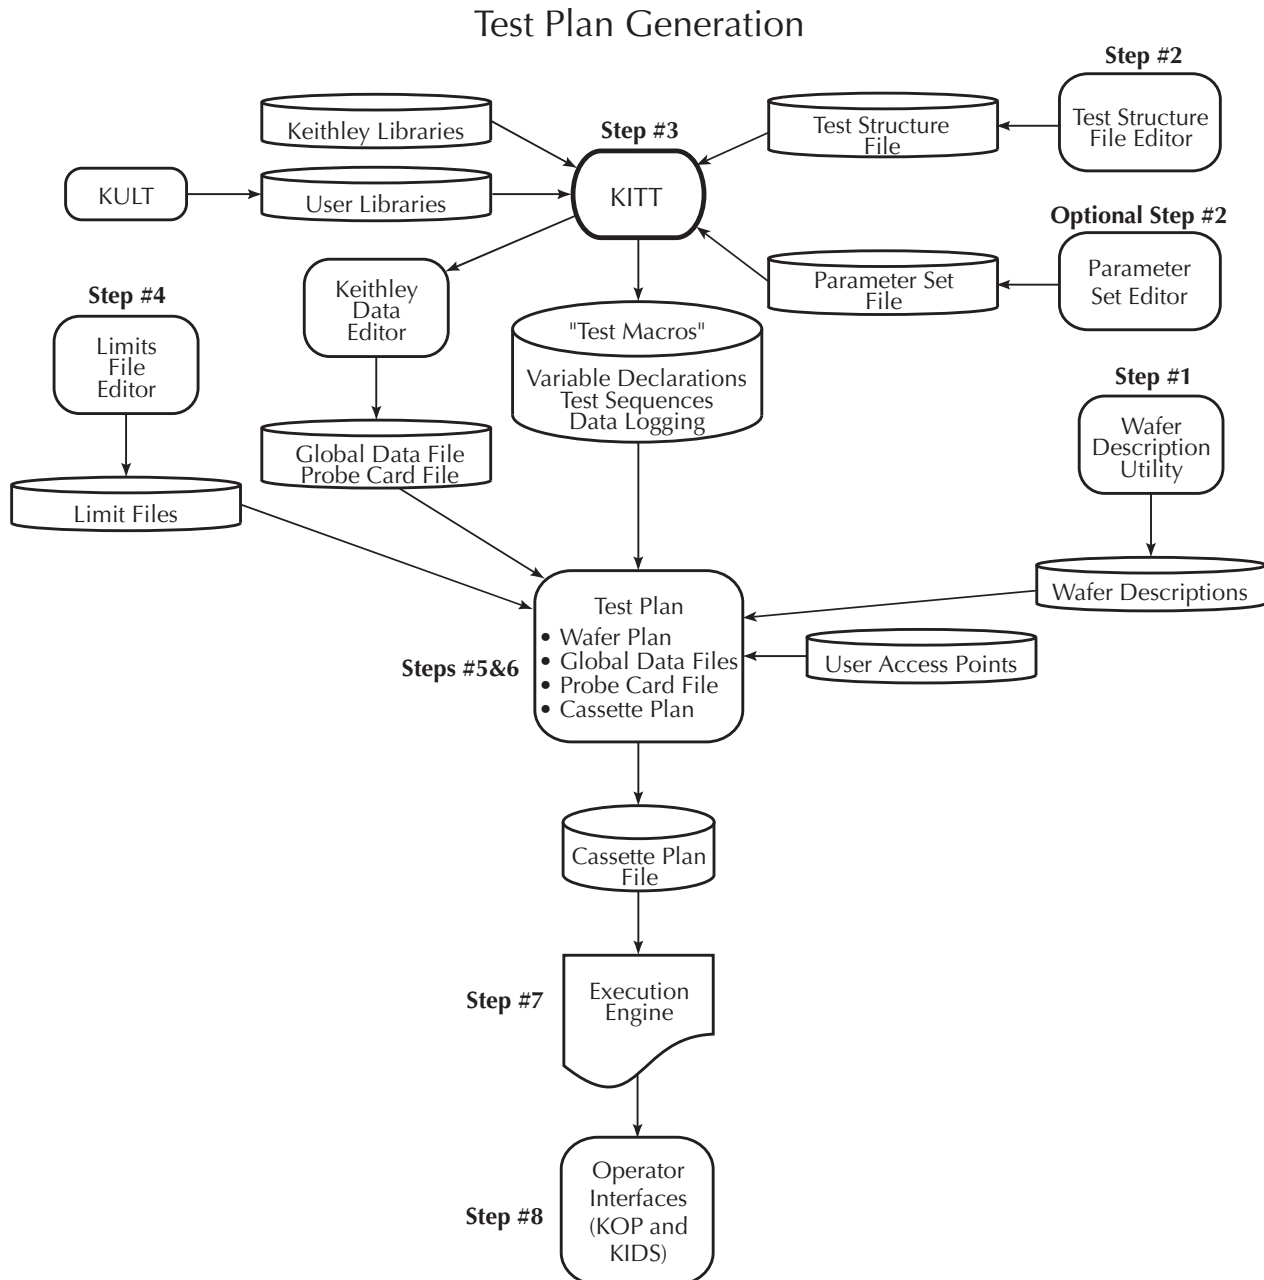 Test Plan Generation
Step #2
Keithley Libraries
Step #3
Test Structure
File
Test Structure
File Editor
KULT
User Libraries
KITT
Optional Step #2
Parameter Set
File
Parameter
Set Editor
Step #4
Keithley
Data
Editor
Limits
File
Editor
"Test Macros"
Variable Declarations
Test Sequences
Data Logging
Step #1
Wafer
Description
Utility
Global Data File
Probe Card File
Limit Files
Wafer Descriptions
Steps #5&6
Test Plan
• Wafer Plan
• Global Data Files
• Probe Card File
• Cassette Plan
User Access Points
Cassette Plan
File
Step #7
Execution
Engine
Step #8
Operator
Interfaces
(KOP and
KIDS)